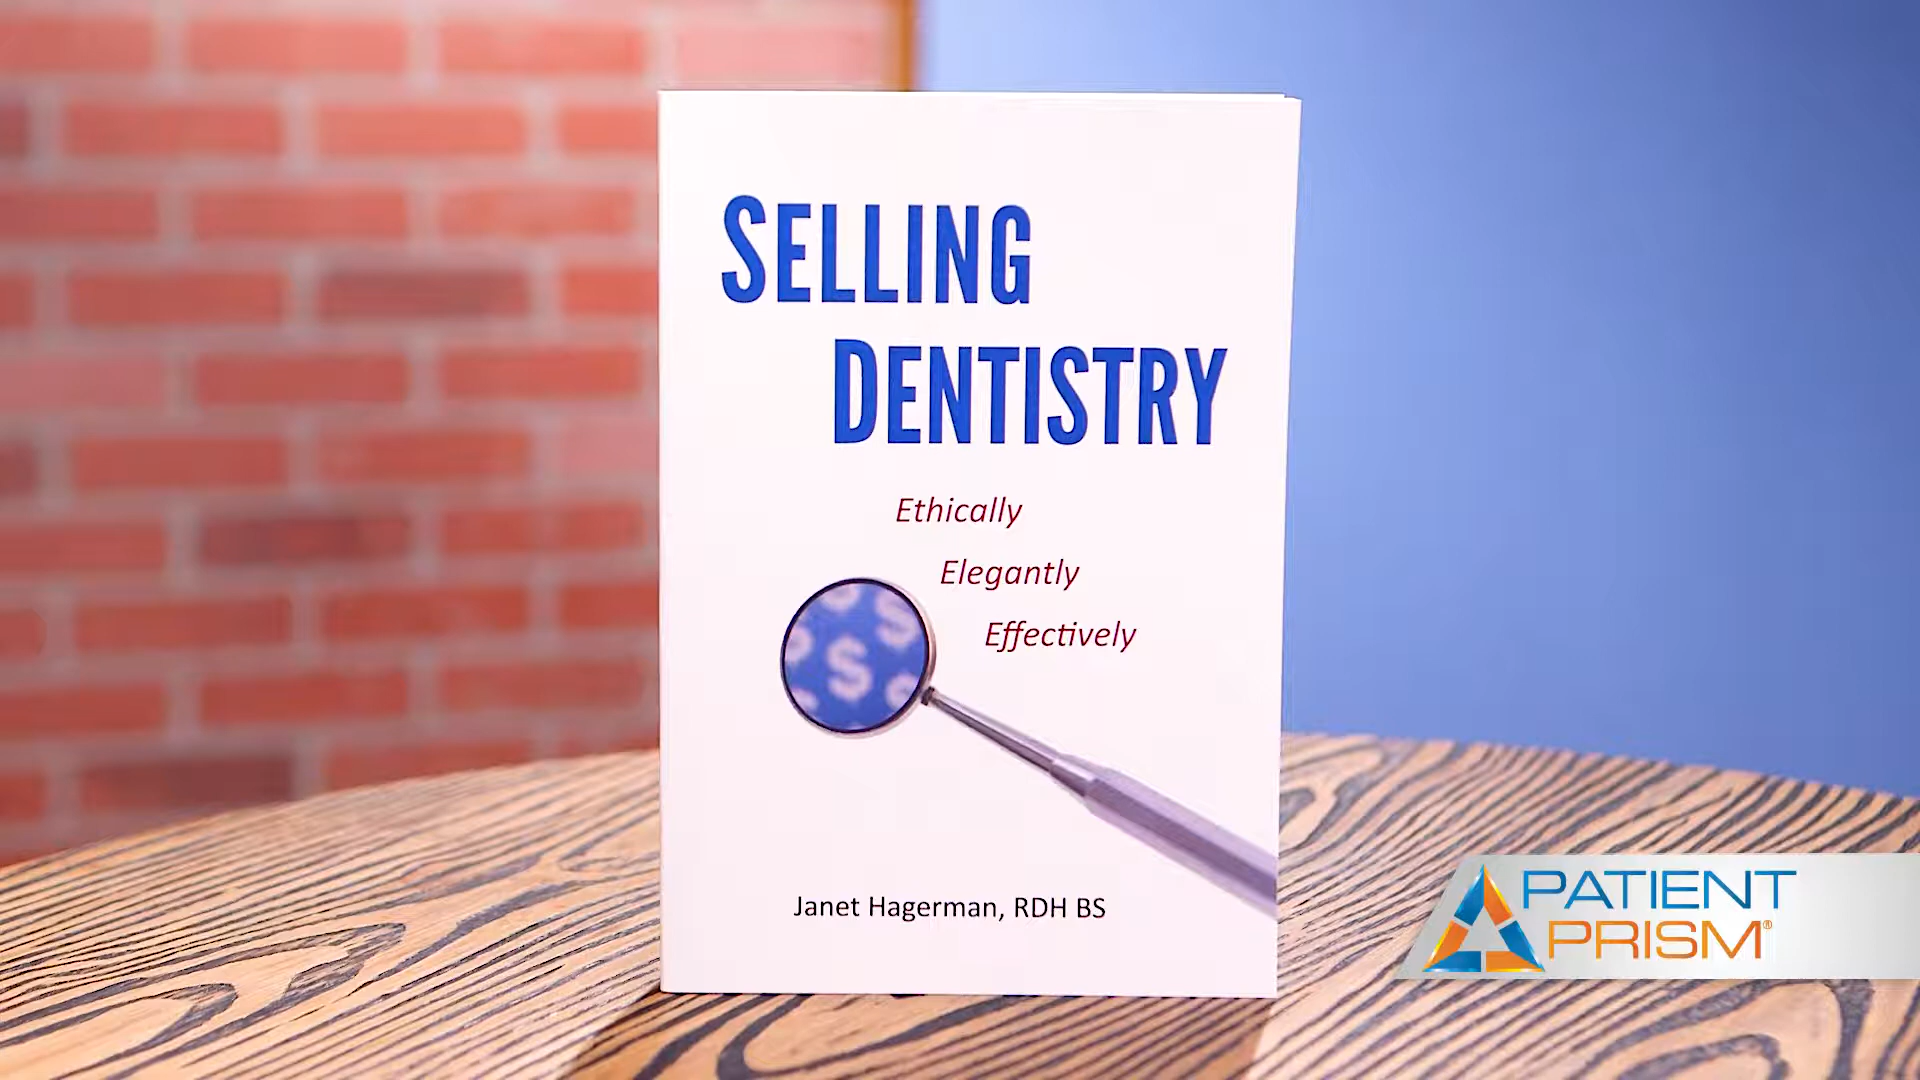 SELLING
DENTISTRY
Ethically
Elegantly
Effectively
$ $
$
Janet Hagerman, RDH BS
PATIENT
PRISM®